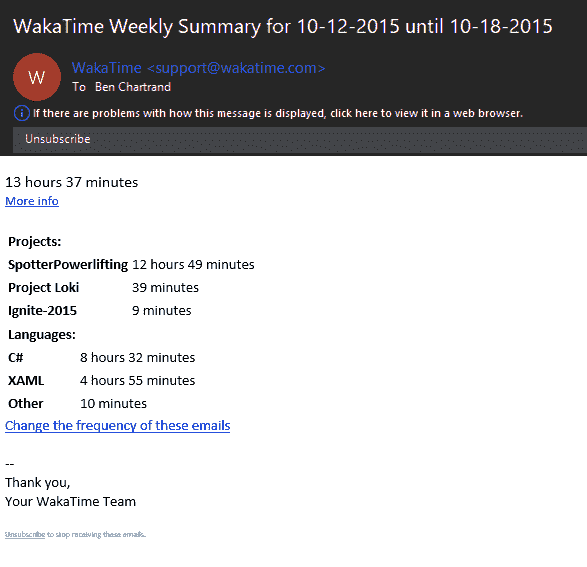 WakaTime Weekly Summary for 10-12-2015 until 10-18-2015
W
WakaTime <support@wakatime.com>
To Ben Chartrand
If there are problems with how this message is displayed, click here to view it in a web browser.
Unsubscribe
13 hours 37 minutes
More info
Projects:
SpotterPowerlifting 12 hours 49 minutes
Project Loki 39 minutes
Ignite-2015 9 minutes
Languages:
C# 8 hours 32 minutes
XAML 4 hours 55 minutes
Other 10 minutes
Change the frequency of these emails
--
Thank you,
Your WakaTime Team
Unsubscribe to stop receiving these emails.